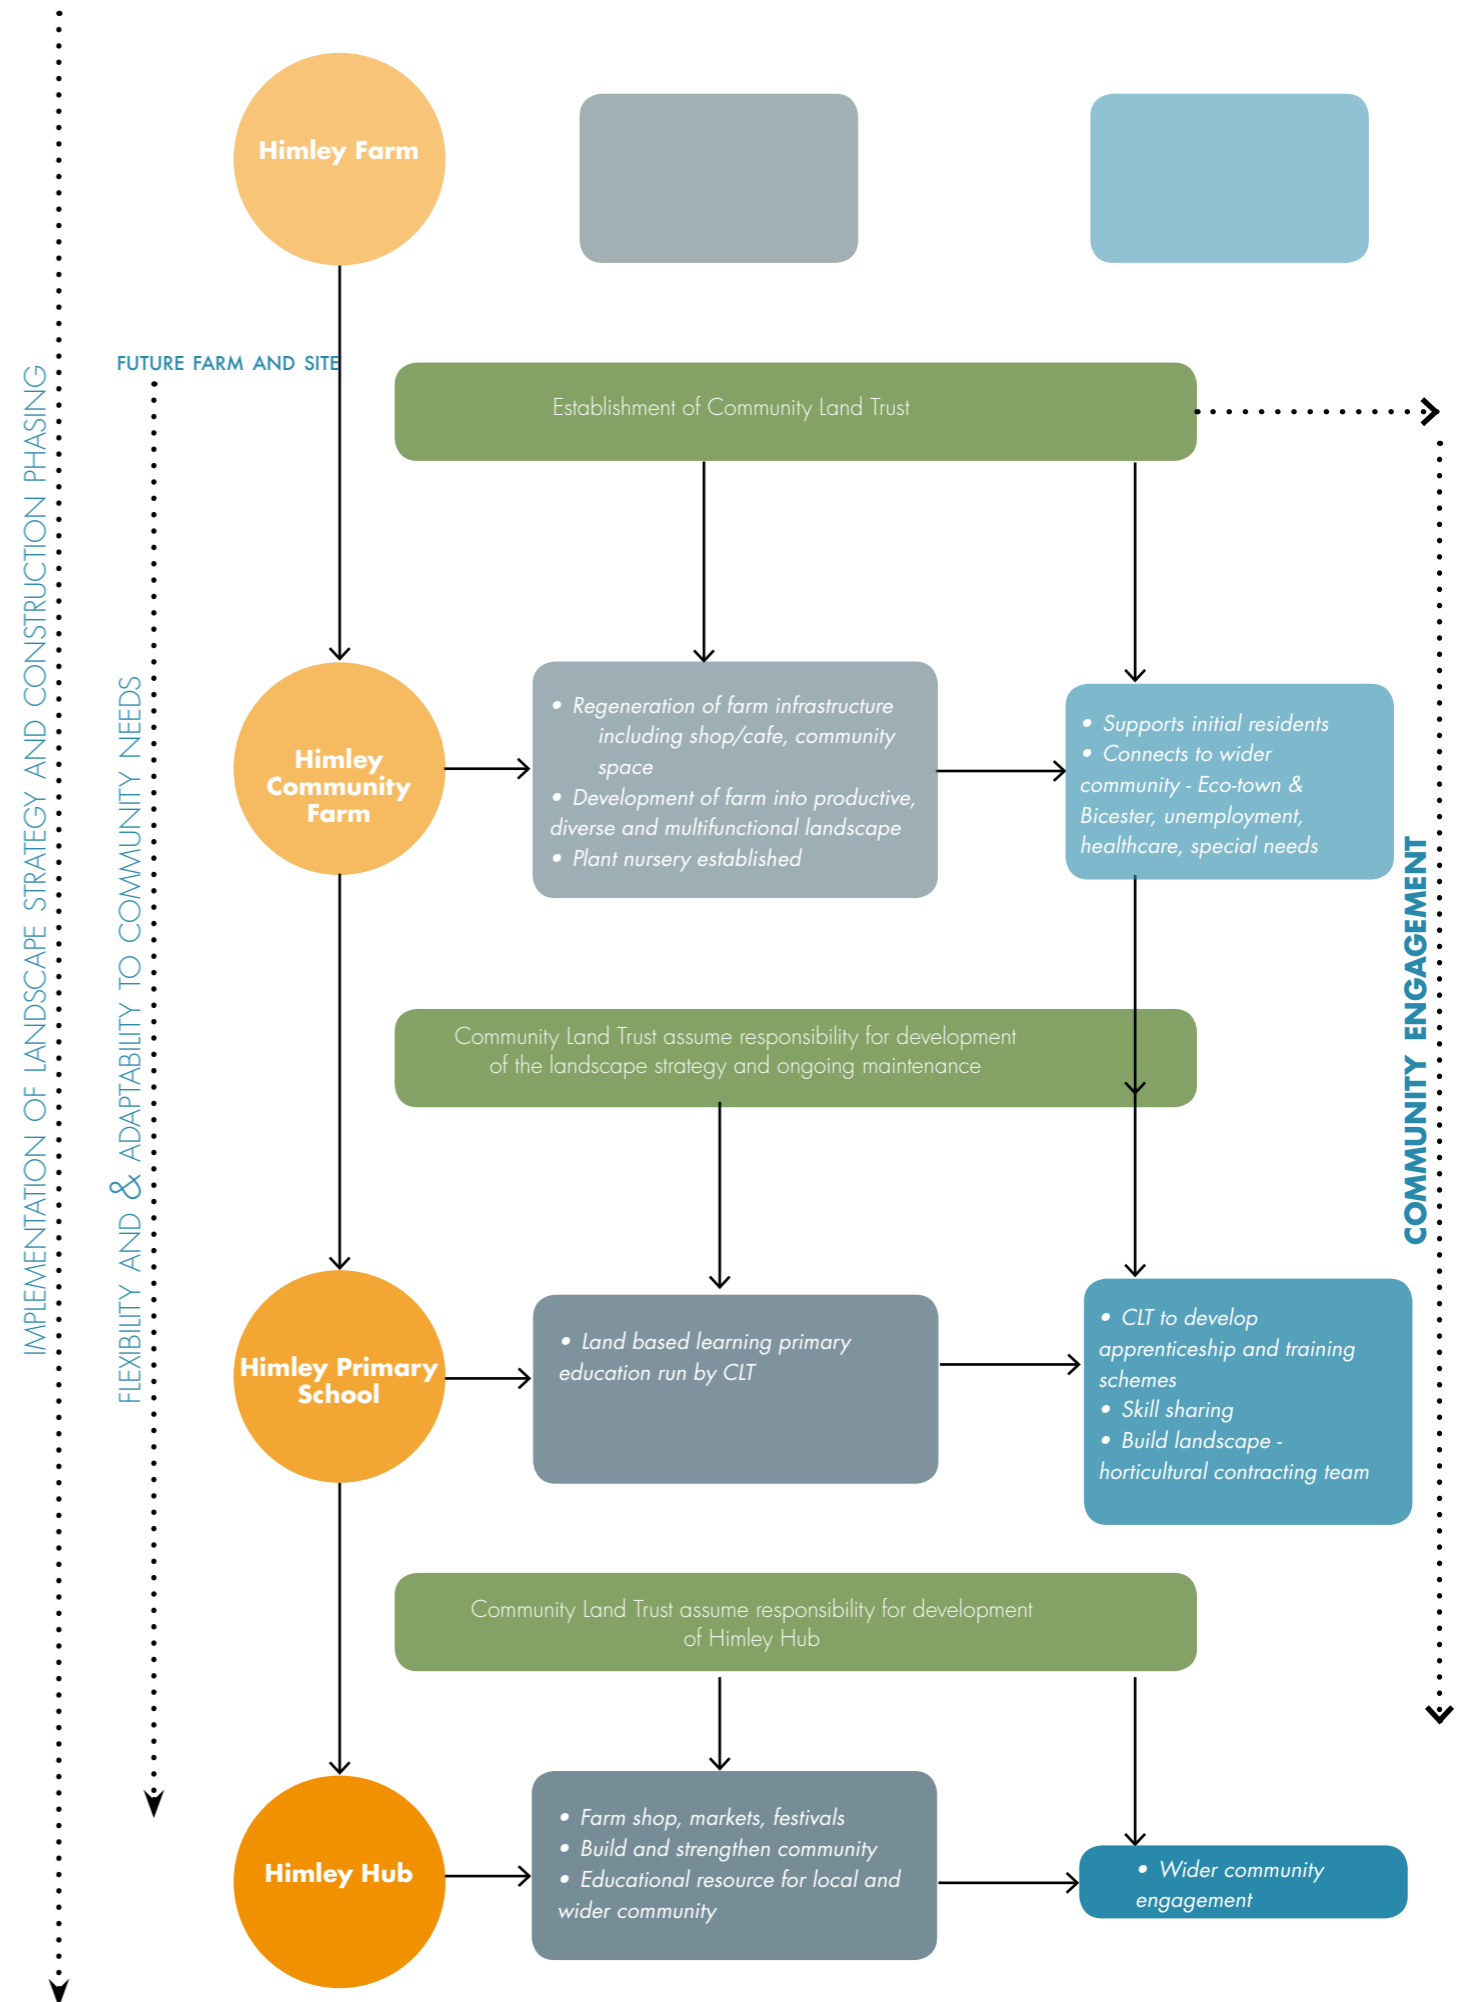 Himley Farm
FUTURE FARM AND SITE
Establishment of Community Land Trust
IMPLEMENTATION OF LANDSCAPE STRATEGY AND CONSTRUCTION PHASING
FLEXIBILITY AND & ADAPTABILITY TO COMMUNITY NEEDS
COMMUNITY ENGAGEMENT
Himley
Community
Farm
• Regeneration of farm infrastructure
including shop/cafe, community
space
• Development of farm into productive,
diverse and multifunctional landscape
• Plant nursery established
• Supports initial residents
• Connects to wider
community - Eco-town &
Bicester, unemployment,
healthcare, special needs
Community Land Trust assume responsibility for development
of the landscape strategy and ongoing maintenance
Himley Primary
School
• Land based learning primary
education run by CLT
• CLT to develop
apprenticeship and training
schemes
• Skill sharing
• Build landscape -
horticultural contracting team
Community Land Trust assume responsibility for development
of Himley Hub
Himley Hub
• Farm shop, markets, festivals
• Build and strengthen community
• Educational resource for local and
wider community
• Wider community
engagement